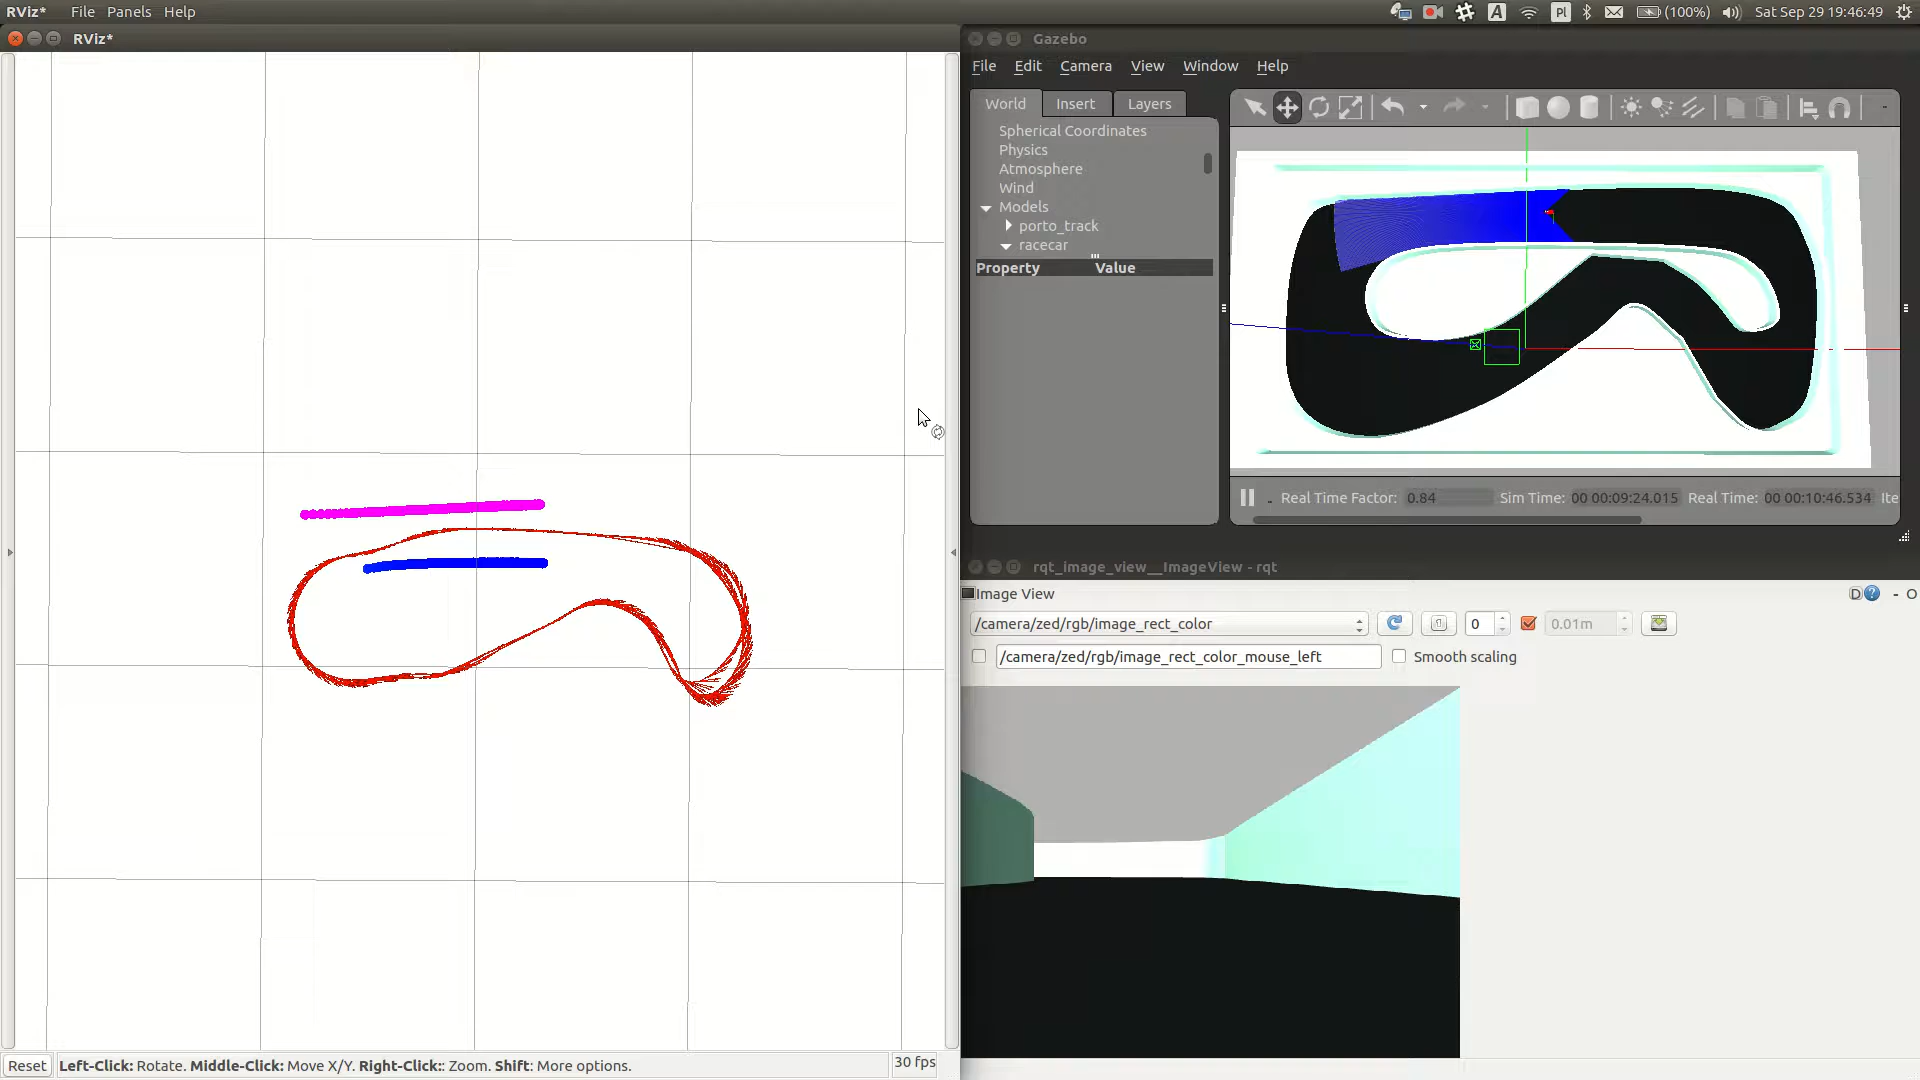 RViz* File Panels Help
A Pl (100%) Sat Sep 29 19:46:49
RViz*
Reset Left-Click: Rotate. Middle-Click: Move X/Y. Right-Click:: Zoom. Shift: More options. 30 fps
Gazebo
File Edit Camera View Window Help
World Insert Layers
Spherical Coordinates
Physics
Atmosphere
Wind
Models
porto_track
racecar
Property Value
Real Time Factor: 0.84 Sim Time: 00 00:09:24.015 Real Time: 00 00:10:46.534 Ite
rqt_image_view__ImageView - rqt
Image View D ? - O
/camera/zed/rgb/image_rect_color 0 0.01m
/camera/zed/rgb/image_rect_color_mouse_left Smooth scaling